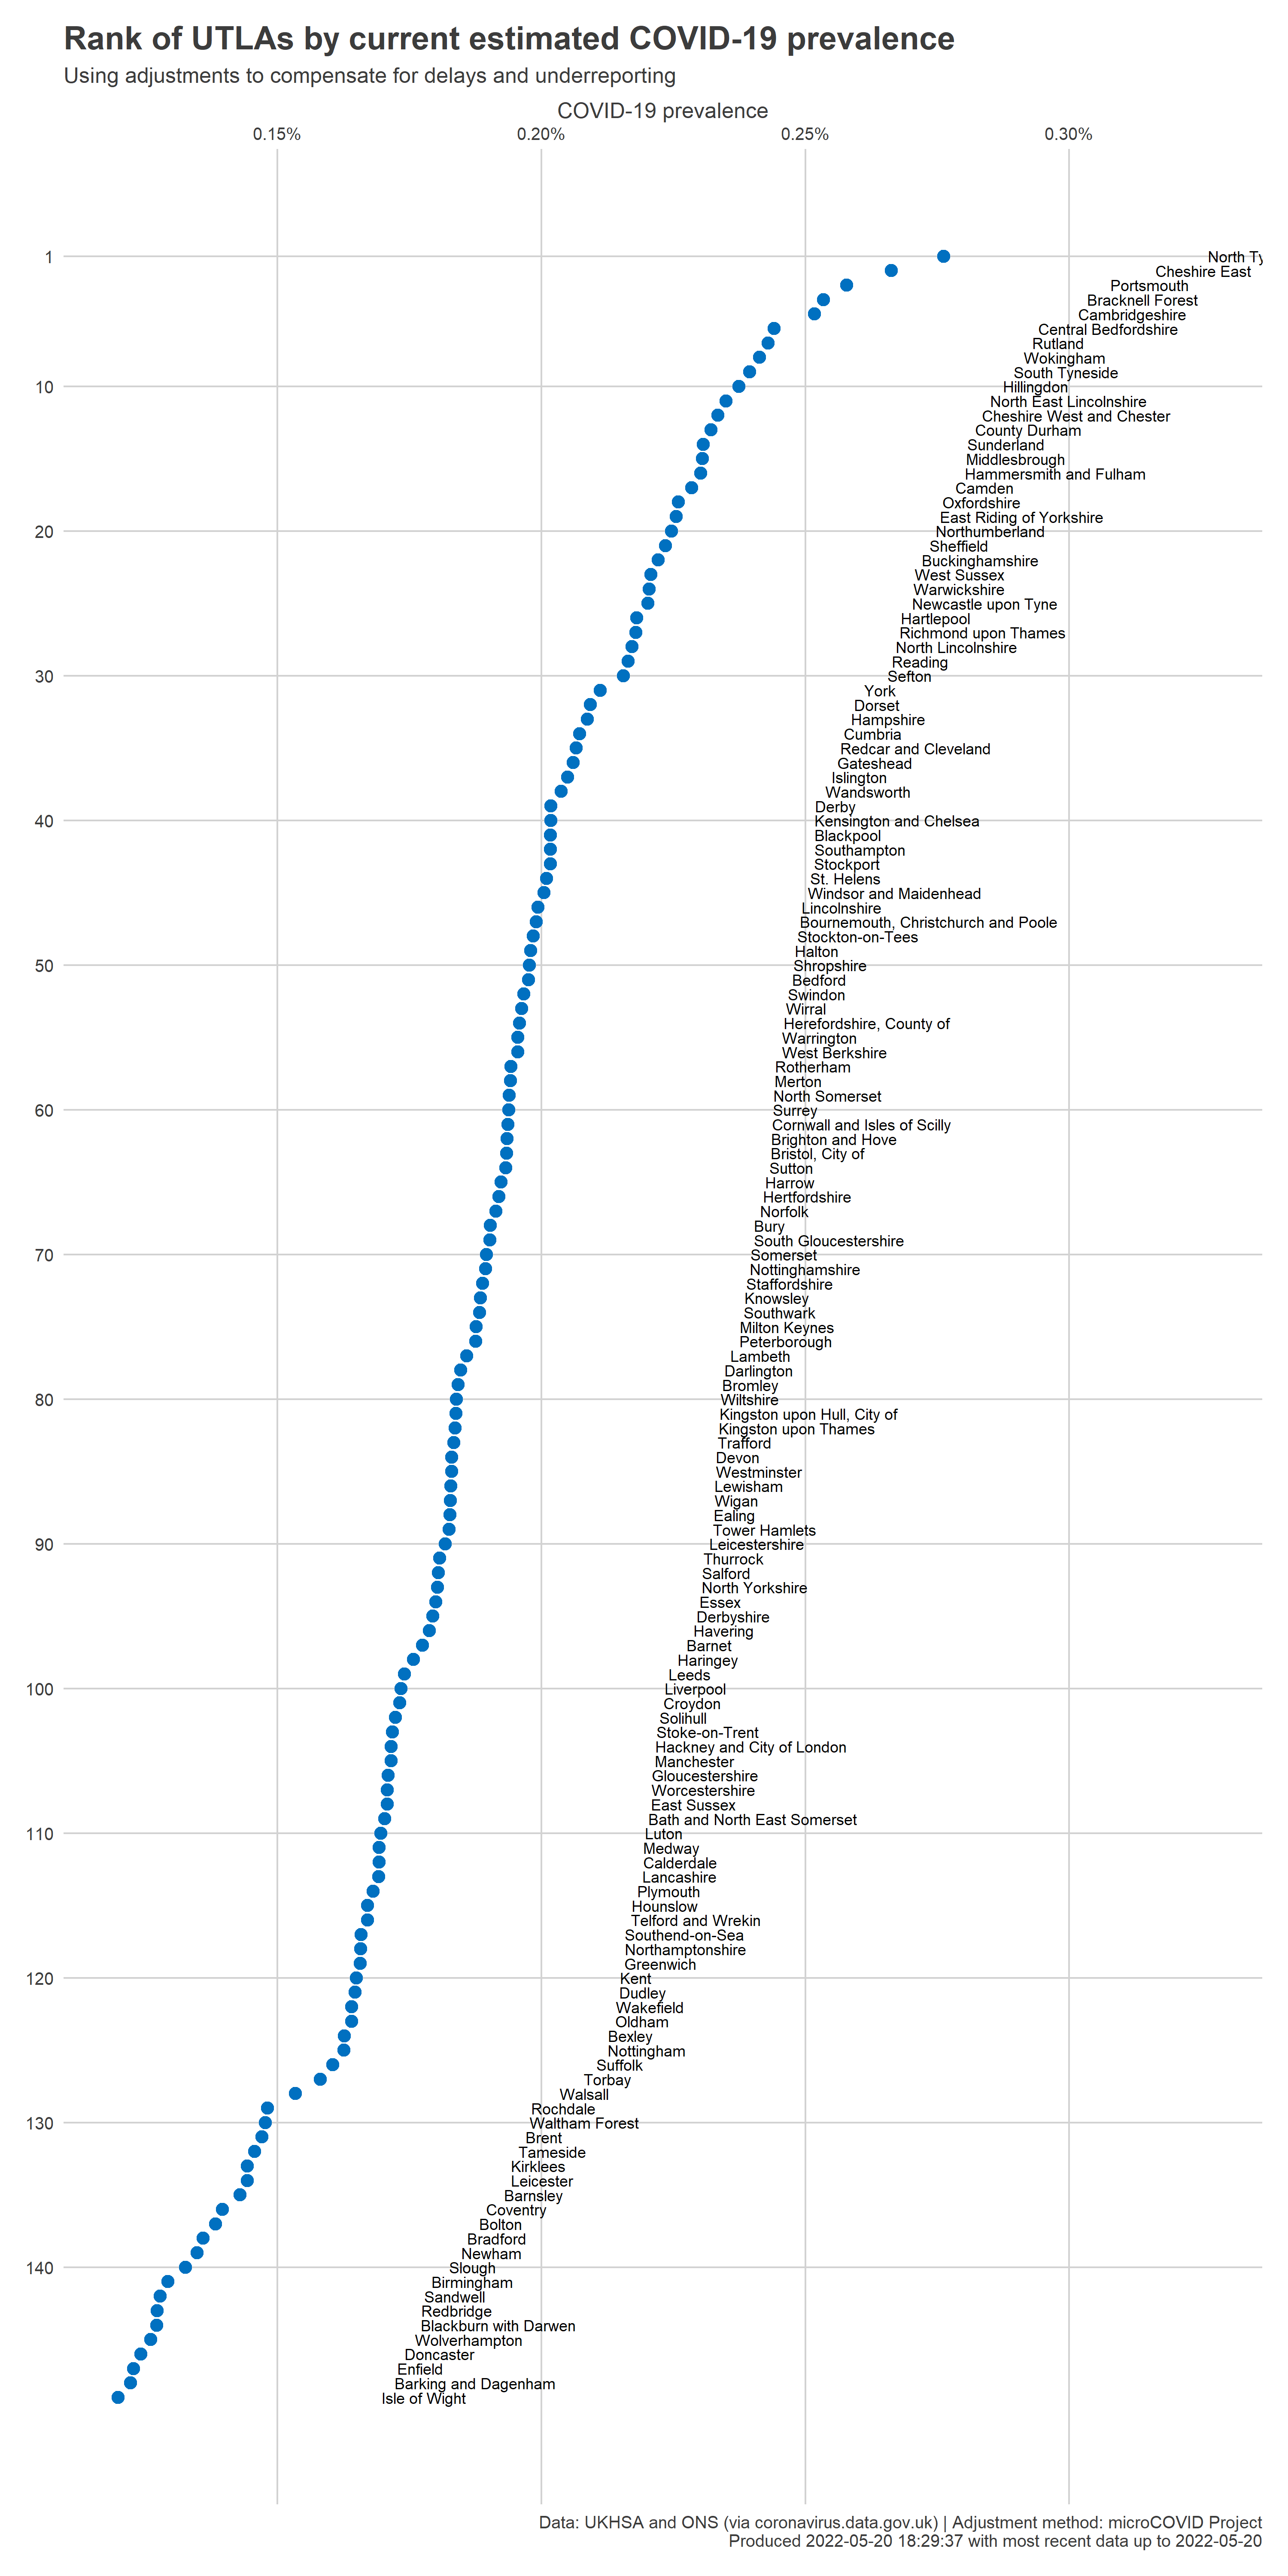 Rank of UTLAs by current estimated COVID-19 prevalence
Using adjustments to compensate for delays and underreporting
COVID-19 prevalence
0.15% 0.20% 0.25% 0.30%
1 North Ty
Cheshire East
Portsmouth
Bracknell Forest
Cambridgeshire
Central Bedfordshire
Rutland
Wokingham
South Tyneside
10 Hillingdon
North East Lincolnshire
Cheshire West and Chester
County Durham
Sunderland
Middlesbrough
Hammersmith and Fulham
Camden
Oxfordshire
East Riding of Yorkshire
20 Northumberland
Sheffield
Buckinghamshire
West Sussex
Warwickshire
Newcastle upon Tyne
Hartlepool
Richmond upon Thames
North Lincolnshire
Reading
30 Sefton
York
Dorset
Hampshire
Cumbria
Redcar and Cleveland
Gateshead
Islington
Wandsworth
Derby
40 Kensington and Chelsea
Blackpool
Southampton
Stockport
St. Helens
Windsor and Maidenhead
Lincolnshire
Bournemouth, Christchurch and Poole
Stockton-on-Tees
Halton
50 Shropshire
Bedford
Swindon
Wirral
Herefordshire, County of
Warrington
West Berkshire
Rotherham
Merton
North Somerset
60 Surrey
Cornwall and Isles of Scilly
Brighton and Hove
Bristol, City of
Sutton
Harrow
Hertfordshire
Norfolk
Bury
South Gloucestershire
70 Somerset
Nottinghamshire
Staffordshire
Knowsley
Southwark
Milton Keynes
Peterborough
Lambeth
Darlington
Bromley
80 Wiltshire
Kingston upon Hull, City of
Kingston upon Thames
Trafford
Devon
Westminster
Lewisham
Wigan
Ealing
Tower Hamlets
90 Leicestershire
Thurrock
Salford
North Yorkshire
Essex
Derbyshire
Havering
Barnet
Haringey
Leeds
100 Liverpool
Croydon
Solihull
Stoke-on-Trent
Hackney and City of London
Manchester
Gloucestershire
Worcestershire
East Sussex
Bath and North East Somerset
110 Luton
Medway
Calderdale
Lancashire
Plymouth
Hounslow
Telford and Wrekin
Southend-on-Sea
Northamptonshire
Greenwich
120 Kent
Dudley
Wakefield
Oldham
Bexley
Nottingham
Suffolk
Torbay
Walsall
Rochdale
130 Waltham Forest
Brent
Tameside
Kirklees
Leicester
Barnsley
Coventry
Bolton
Bradford
Newham
140 Slough
Birmingham
Sandwell
Redbridge
Blackburn with Darwen
Wolverhampton
Doncaster
Enfield
Barking and Dagenham
Isle of Wight
Data: UKHSA and ONS (via coronavirus.data.gov.uk) | Adjustment method: microCOVID Project
Produced 2022-05-20 18:29:37 with most recent data up to 2022-05-20